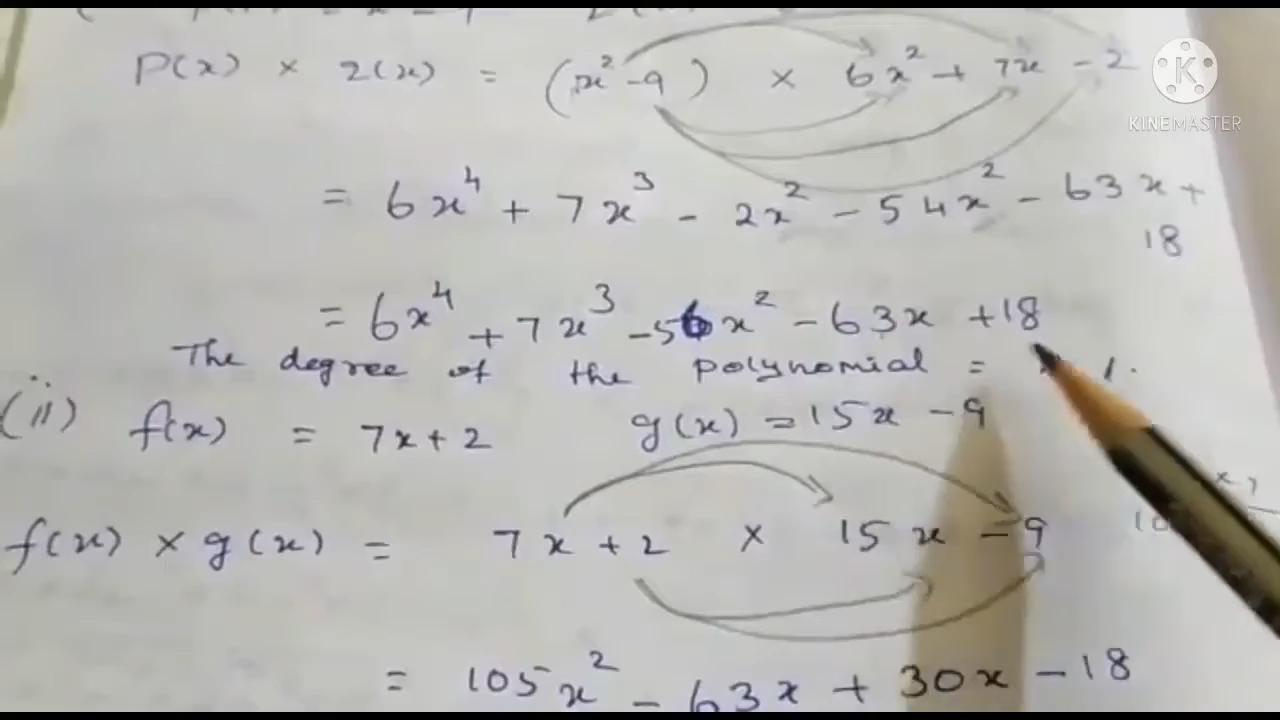 P(x) × 2(x) = (x² - 9) × 6x² + 7x - 2
K
KINEMASTER
= 6x⁴ + 7x³ - 2x² - 54x² - 63x +
18
= 6x⁴ + 7x³ - 56x² - 63x + 18
The degree of the polynomial =
(ii) f(x) = 7x + 2 g(x) = 15x - 9
f(x) × g(x) = 7x + 2 × 15x - 9
= 105x² - 63x + 30x - 18